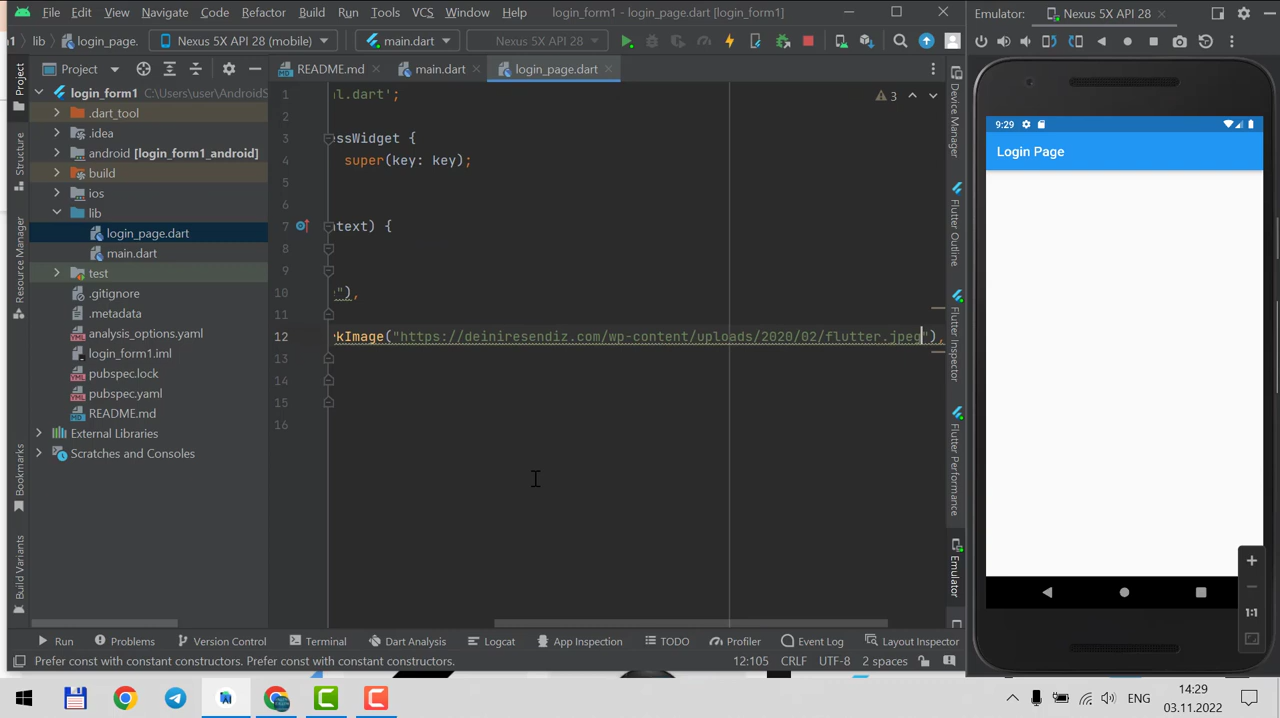 File Edit View Navigate Code Refactor Build Run Tools VCS Window Help login_form1 - login_page.dart [login_form1]
Emulator: Nexus 5X API 28
1 lib login_page. Nexus 5X API 28 (mobile) main.dart Nexus 5X API 28
Project README.md main.dart login_page.dart
login_form1 C:\Users\user\AndroidS
.dart_tool
.idea
android [login_form1_android]
build
ios
lib
login_page.dart
main.dart
test
.gitignore
.metadata
analysis_options.yaml
login_form1.iml
pubspec.lock
pubspec.yaml
README.md
External Libraries
Scratches and Consoles
Project
Structure
Resource Manager
Bookmarks
Build Variants
1 al.dart';
2
3 essWidget {
4 super(key: key);
5
6
7 text) {
8
9
10 "),
11
12 kImage("https://deiniresendiz.com/wp-content/uploads/2020/02/flutter.jpeg"),
13
14
15
16
3
Device Manager
Flutter Outline
Flutter Inspector
Flutter Performance
Emulator
9:29
Login Page
1:1
Run Problems Version Control Terminal Dart Analysis Logcat App Inspection TODO Profiler Event Log Layout Inspector
Prefer const with constant constructors. Prefer const with constant constructors. 12:105 CRLF UTF-8 2 spaces
ENG 14:29
03.11.2022